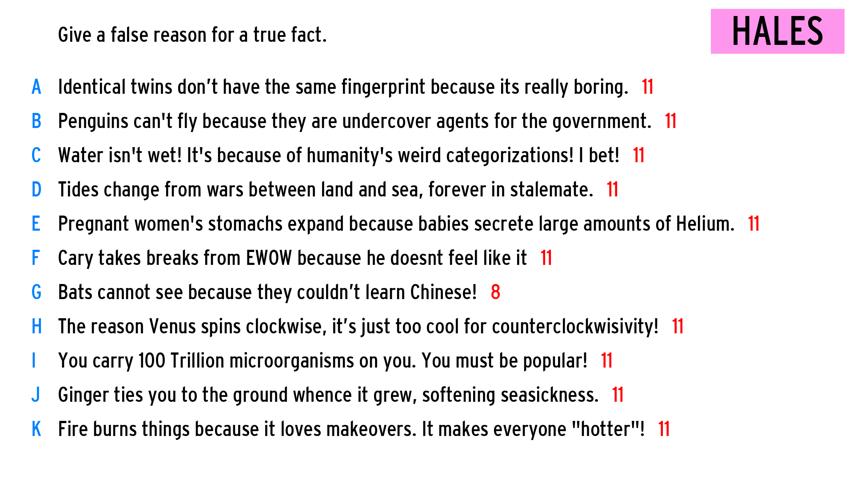 Give a false reason for a true fact.
HALES
A Identical twins don't have the same fingerprint because its really boring. 11
B Penguins can't fly because they are undercover agents for the government. 11
C Water isn't wet! It's because of humanity's weird categorizations! I bet! 11
D Tides change from wars between land and sea, forever in stalemate. 11
E Pregnant women's stomachs expand because babies secrete large amounts of Helium. 11
F Cary takes breaks from EWOW because he doesnt feel like it 11
G Bats cannot see because they couldn't learn Chinese! 8
H The reason Venus spins clockwise, it's just too cool for counterclockwisivity! 11
I You carry 100 Trillion microorganisms on you. You must be popular! 11
J Ginger ties you to the ground whence it grew, softening seasickness. 11
K Fire burns things because it loves makeovers. It makes everyone "hotter"! 11